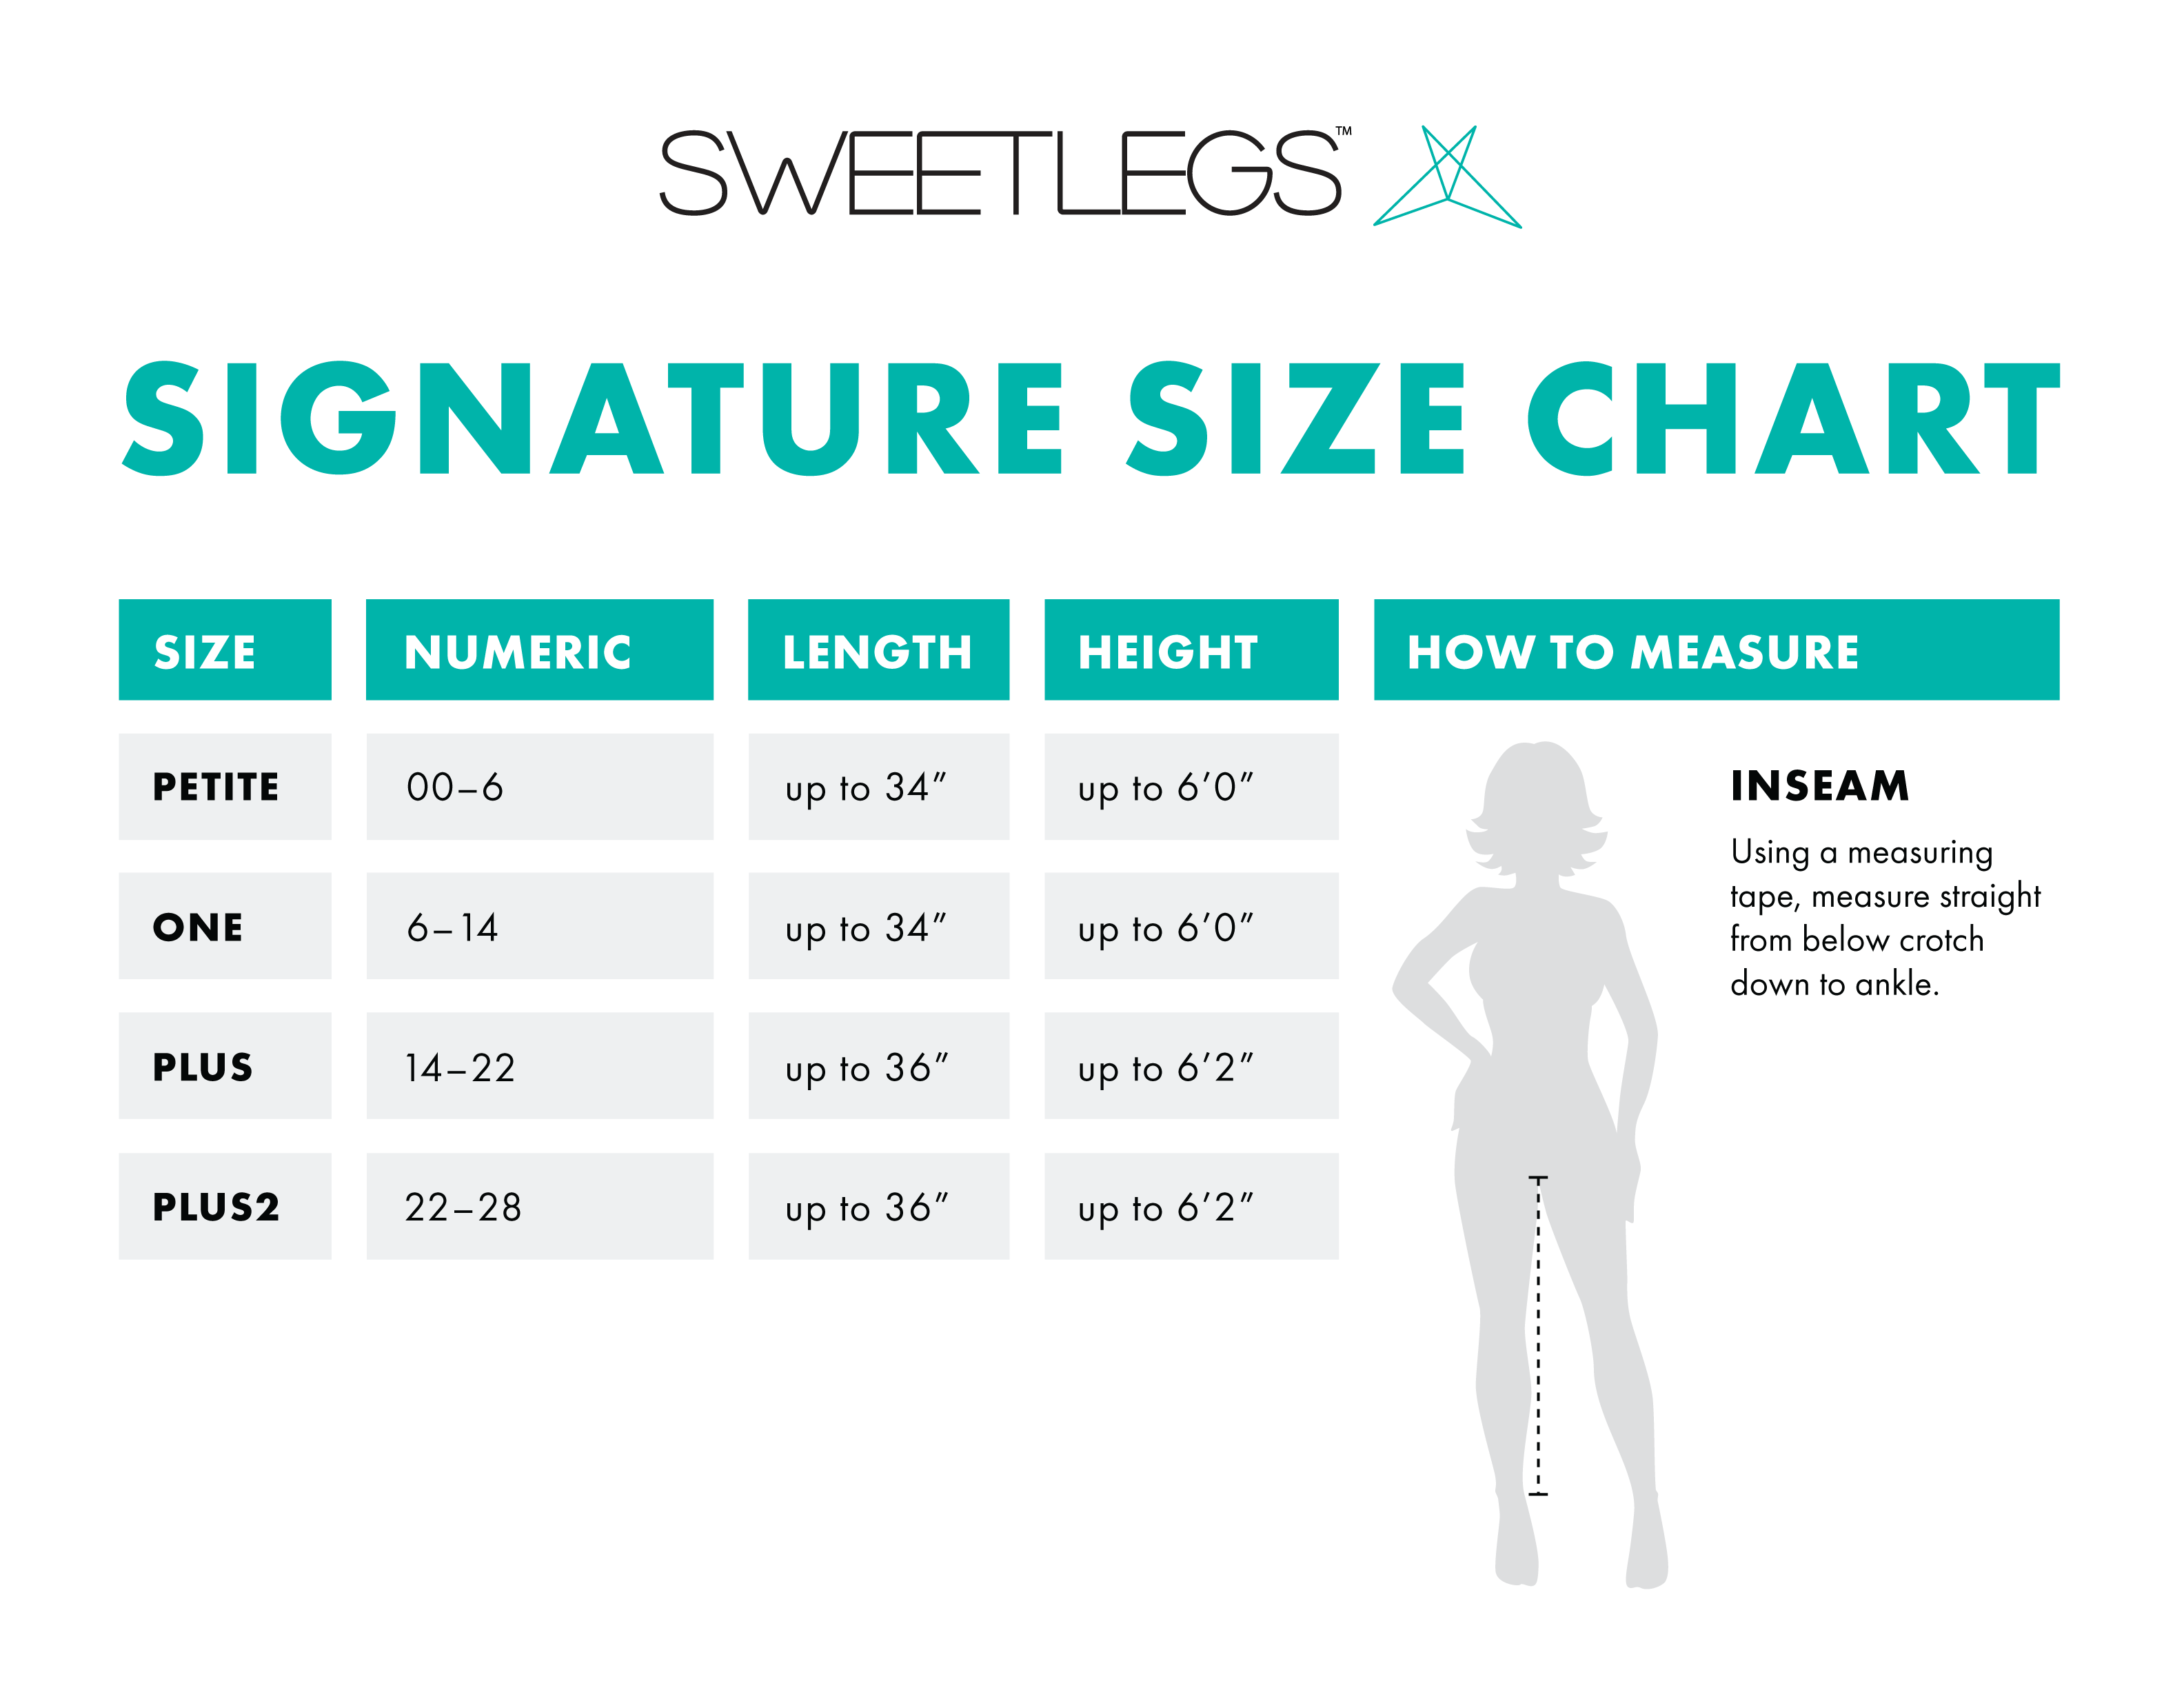 SWEETLEGS™
SIGNATURE SIZE CHART
SIZE NUMERIC LENGTH HEIGHT HOW TO MEASURE
PETITE 00–6 up to 34” up to 6’0”
ONE 6–14 up to 34” up to 6’0”
PLUS 14–22 up to 36” up to 6’2”
PLUS2 22–28 up to 36” up to 6’2”
INSEAM
Using a measuring
tape, measure straight
from below crotch
down to ankle.